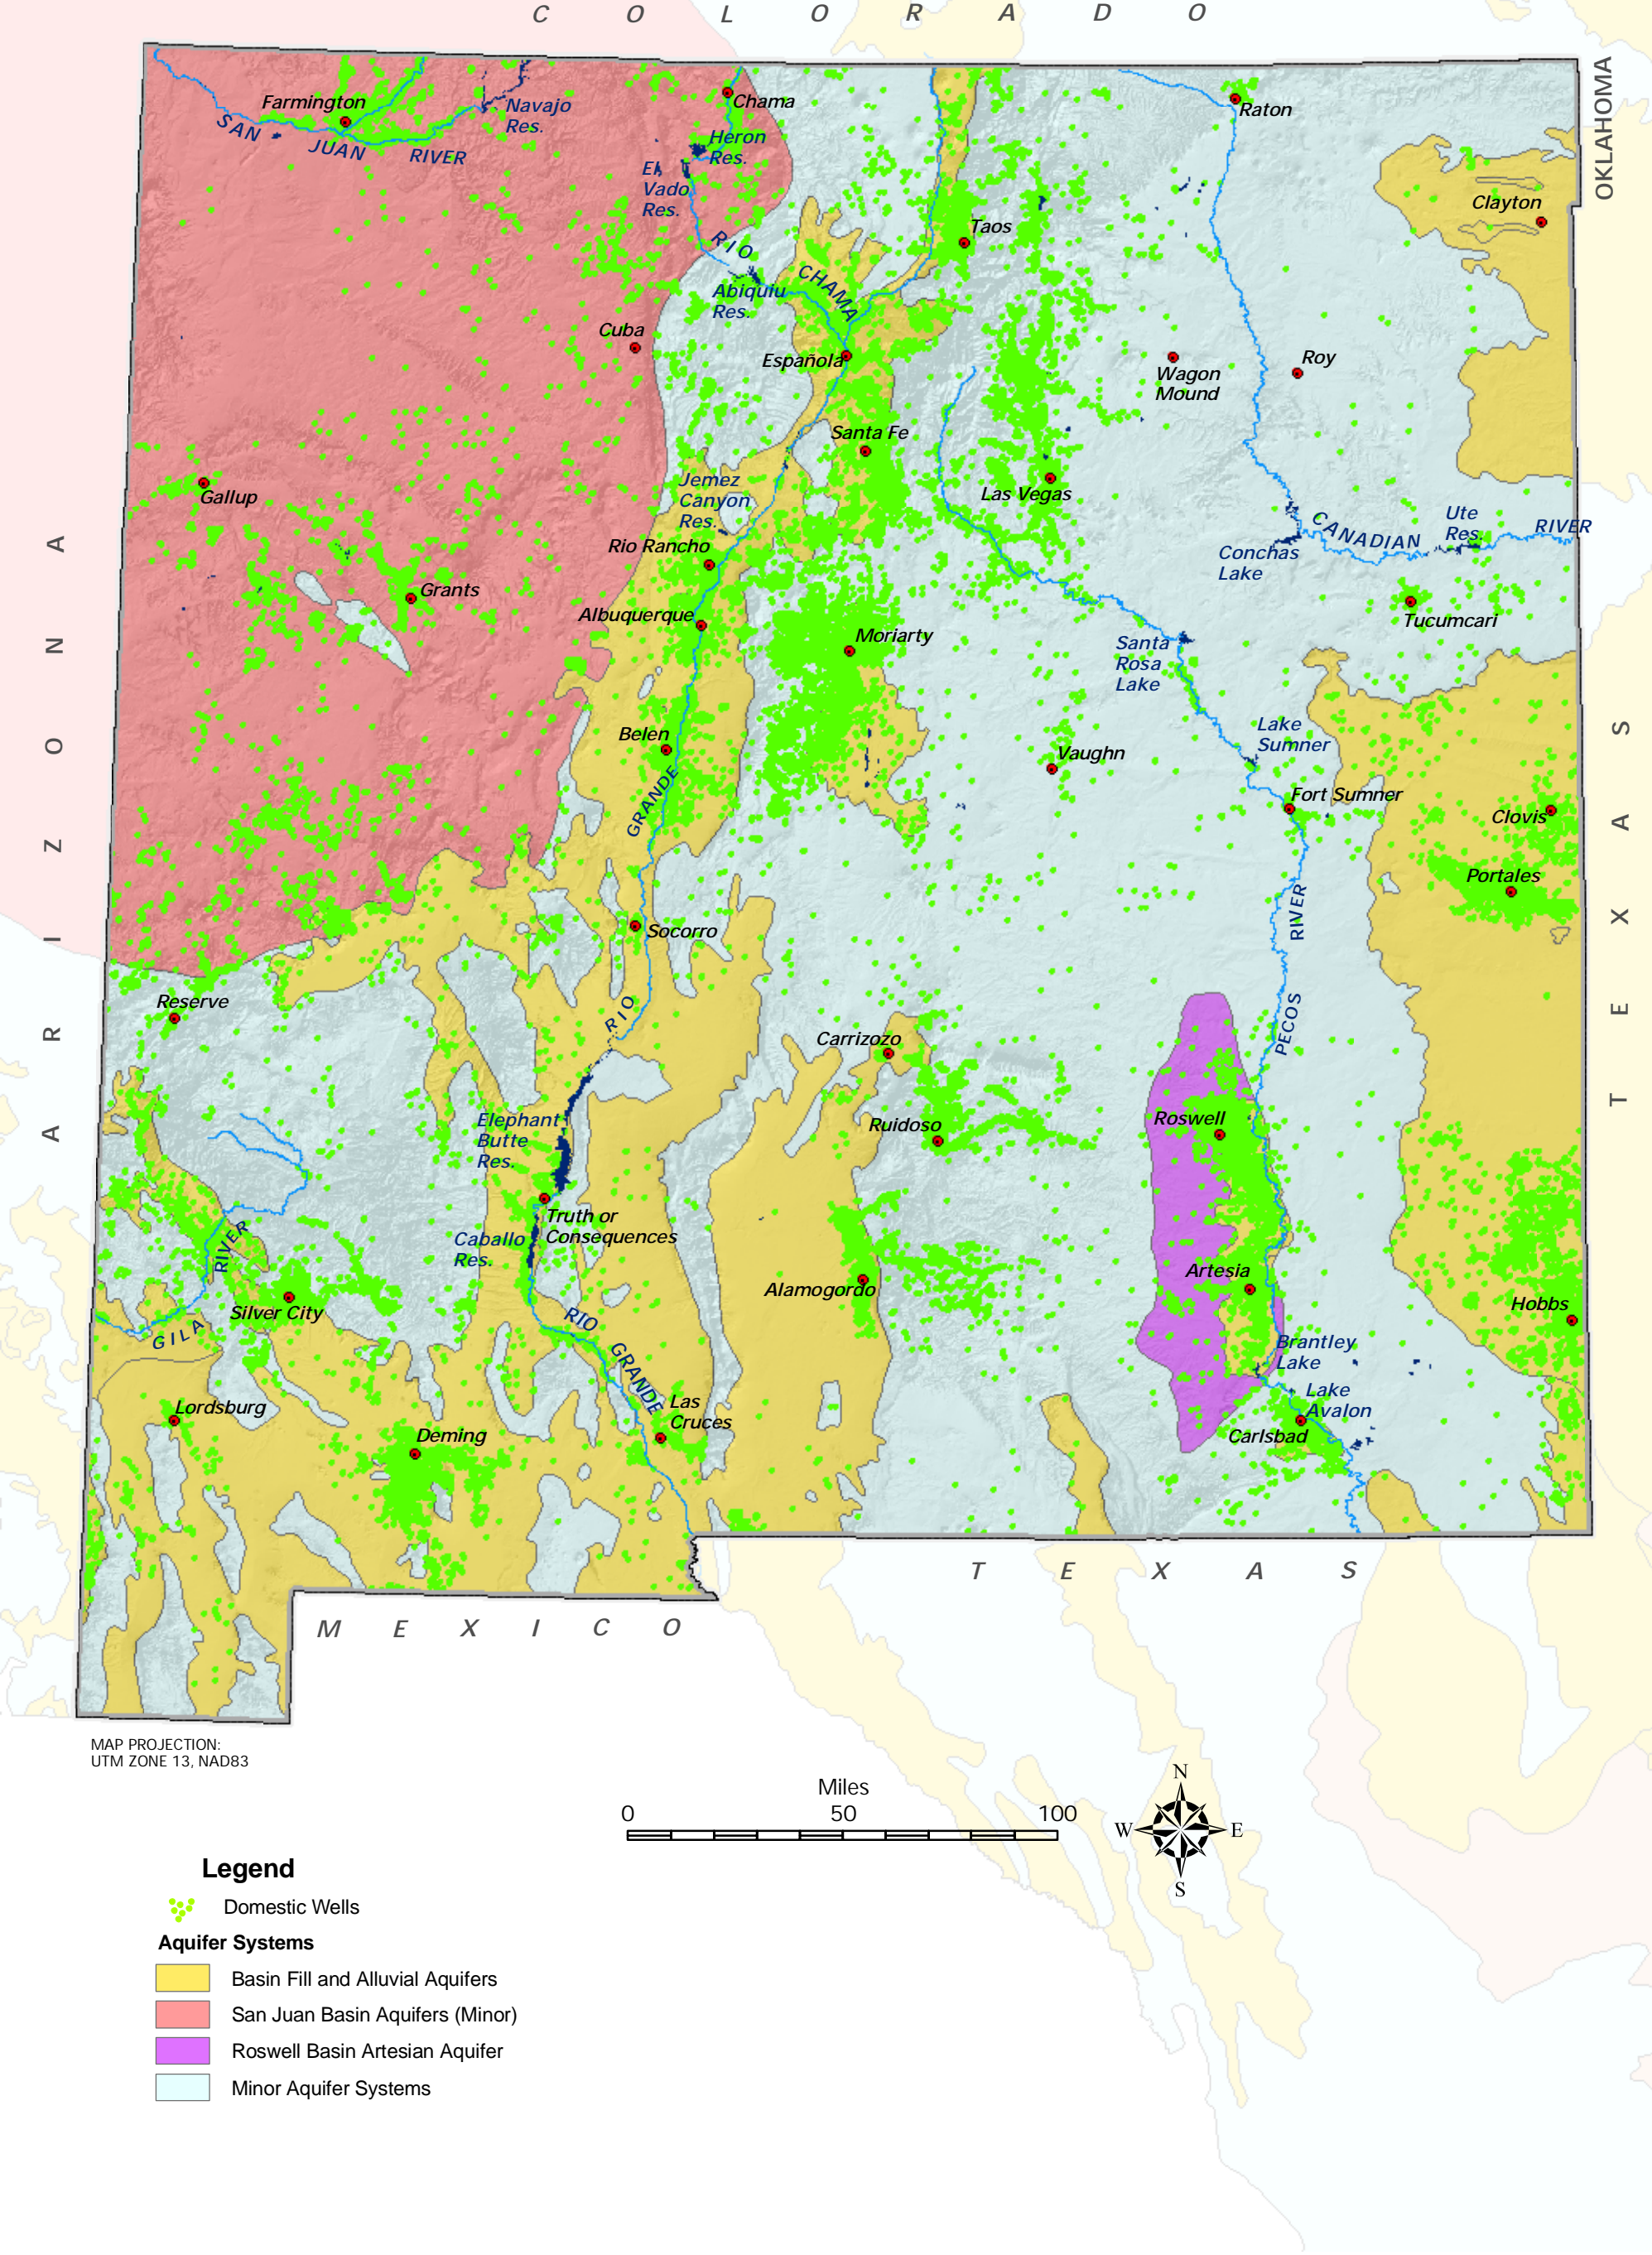 C O L O R A D O
OKLAHOMA
Farmington
SAN JUAN RIVER
Navajo
Res.
Chama
Heron
Res.
El
Vado
Res.
Raton
Clayton
Taos
RIO CHAMA
Abiquiu
Res.
Cuba
Española
Wagon
Mound
Roy
Santa Fe
Gallup
Jemez
Canyon
Res.
Las Vegas
Conchas
Lake
CANADIAN RIVER
Ute
Res.
Rio Rancho
Grants
Albuquerque
Moriarty
Tucumcari
Santa
Rosa
Lake
Belen
Vaughn
Lake
Sumner
Fort Sumner
Clovis
Portales
RIO GRANDE
Socorro
A R I Z O N A
T E X A S
Reserve
Carrizozo
PECOS RIVER
Elephant
Butte
Res.
Ruidoso
Roswell
Truth or
Consequences
Caballo
Res.
GILA RIVER
Silver City
Alamogordo
Artesia
Hobbs
RIO GRANDE
Brantley
Lake
Lake
Avalon
Carlsbad
Lordsburg
Deming
Las
Cruces
T E X A S
M E X I C O
MAP PROJECTION:
UTM ZONE 13, NAD83
Miles
0 50 100
N
W E
S
Legend
Domestic Wells
Aquifer Systems
Basin Fill and Alluvial Aquifers
San Juan Basin Aquifers (Minor)
Roswell Basin Artesian Aquifer
Minor Aquifer Systems